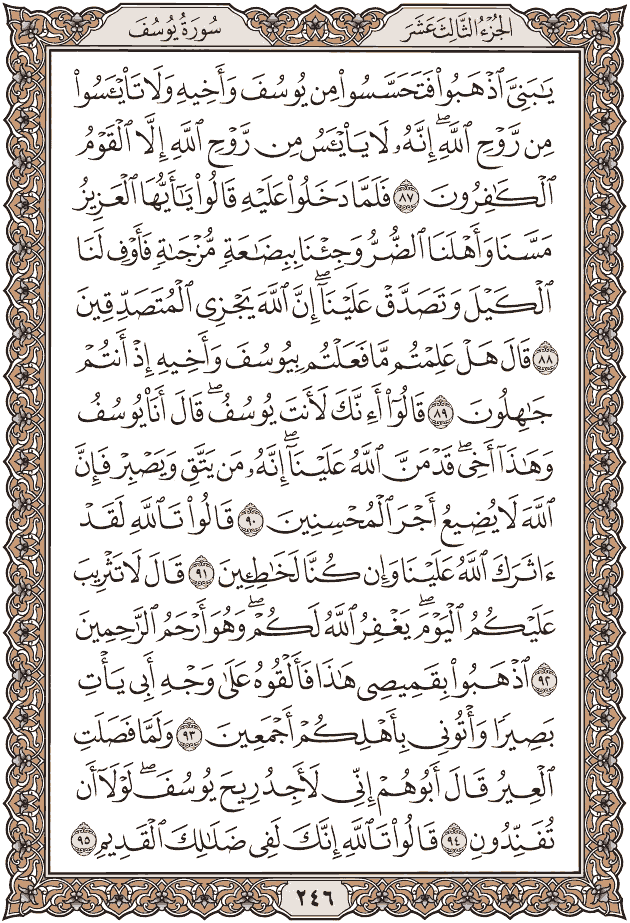 الجزء الثالث عشر
سورة يوسف
يَٰبَنِىَّ ٱذْهَبُوا۟ فَتَحَسَّسُوا۟ مِن يُوسُفَ وَأَخِيهِ وَلَا تَا۟يْـَٔسُوا۟
مِن رَّوْحِ ٱللَّهِ ۖ إِنَّهُۥ لَا يَا۟يْـَٔسُ مِن رَّوْحِ ٱللَّهِ إِلَّا ٱلْقَوْمُ
ٱلْكَٰفِرُونَ ٨٧ فَلَمَّا دَخَلُوا۟ عَلَيْهِ قَالُوا۟ يَٰٓأَيُّهَا ٱلْعَزِيزُ
مَسَّنَا وَأَهْلَنَا ٱلضُّرُّ وَجِئْنَا بِبِضَٰعَةٍ مُّزْجَىٰةٍ فَأَوْفِ لَنَا
ٱلْكَيْلَ وَتَصَدَّقْ عَلَيْنَآ ۖ إِنَّ ٱللَّهَ يَجْزِى ٱلْمُتَصَدِّقِينَ
٨٨ قَالَ هَلْ عَلِمْتُم مَّا فَعَلْتُم بِيُوسُفَ وَأَخِيهِ إِذْ أَنتُمْ
جَٰهِلُونَ ٨٩ قَالُوٓا۟ أَءِنَّكَ لَأَنتَ يُوسُفُ ۖ قَالَ أَنَا۠ يُوسُفُ
وَهَٰذَآ أَخِى ۖ قَدْ مَنَّ ٱللَّهُ عَلَيْنَآ ۖ إِنَّهُۥ مَن يَتَّقِ وَيَصْبِرْ فَإِنَّ
ٱللَّهَ لَا يُضِيعُ أَجْرَ ٱلْمُحْسِنِينَ ٩٠ قَالُوا۟ تَٱللَّهِ لَقَدْ
ءَاثَرَكَ ٱللَّهُ عَلَيْنَا وَإِن كُنَّا لَخَٰطِـِٔينَ ٩١ قَالَ لَا تَثْرِيبَ
عَلَيْكُمُ ٱلْيَوْمَ ۖ يَغْفِرُ ٱللَّهُ لَكُمْ ۖ وَهُوَ أَرْحَمُ ٱلرَّٰحِمِينَ
٩٢ ٱذْهَبُوا۟ بِقَمِيصِى هَٰذَا فَأَلْقُوهُ عَلَىٰ وَجْهِ أَبِى يَأْتِ
بَصِيرًا وَأْتُونِى بِأَهْلِكُمْ أَجْمَعِينَ ٩٣ وَلَمَّا فَصَلَتِ
ٱلْعِيرُ قَالَ أَبُوهُمْ إِنِّى لَأَجِدُ رِيحَ يُوسُفَ ۖ لَوْلَآ أَن
تُفَنِّدُونِ ٩٤ قَالُوا۟ تَٱللَّهِ إِنَّكَ لَفِى ضَلَٰلِكَ ٱلْقَدِيمِ ٩٥
٢٤٦